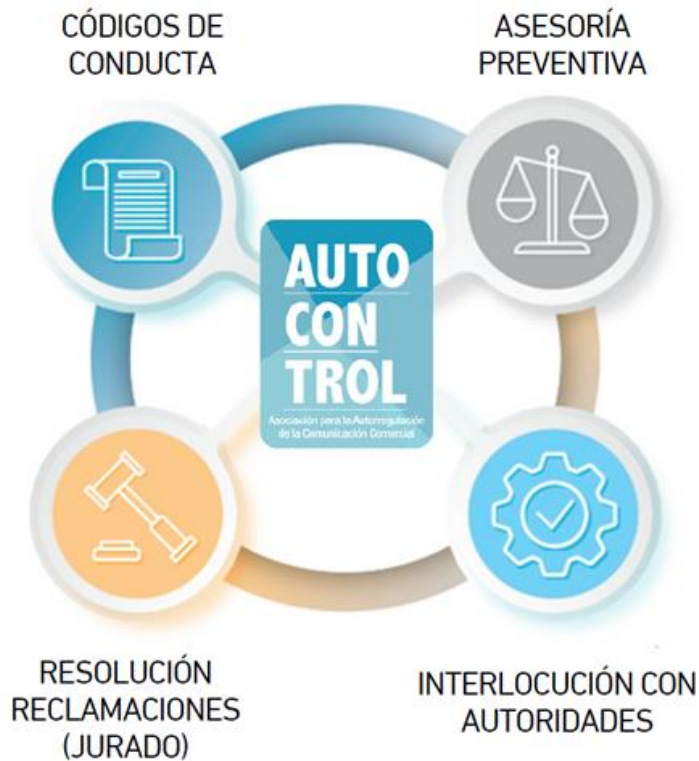 CÓDIGOS DE
CONDUCTA
ASESORÍA
PREVENTIVA
AUTO
CON
TROL
Asociación para la Autorregulación
de la Comunicación Comercial
RESOLUCIÓN
RECLAMACIONES
(JURADO)
INTERLOCUCIÓN CON
AUTORIDADES